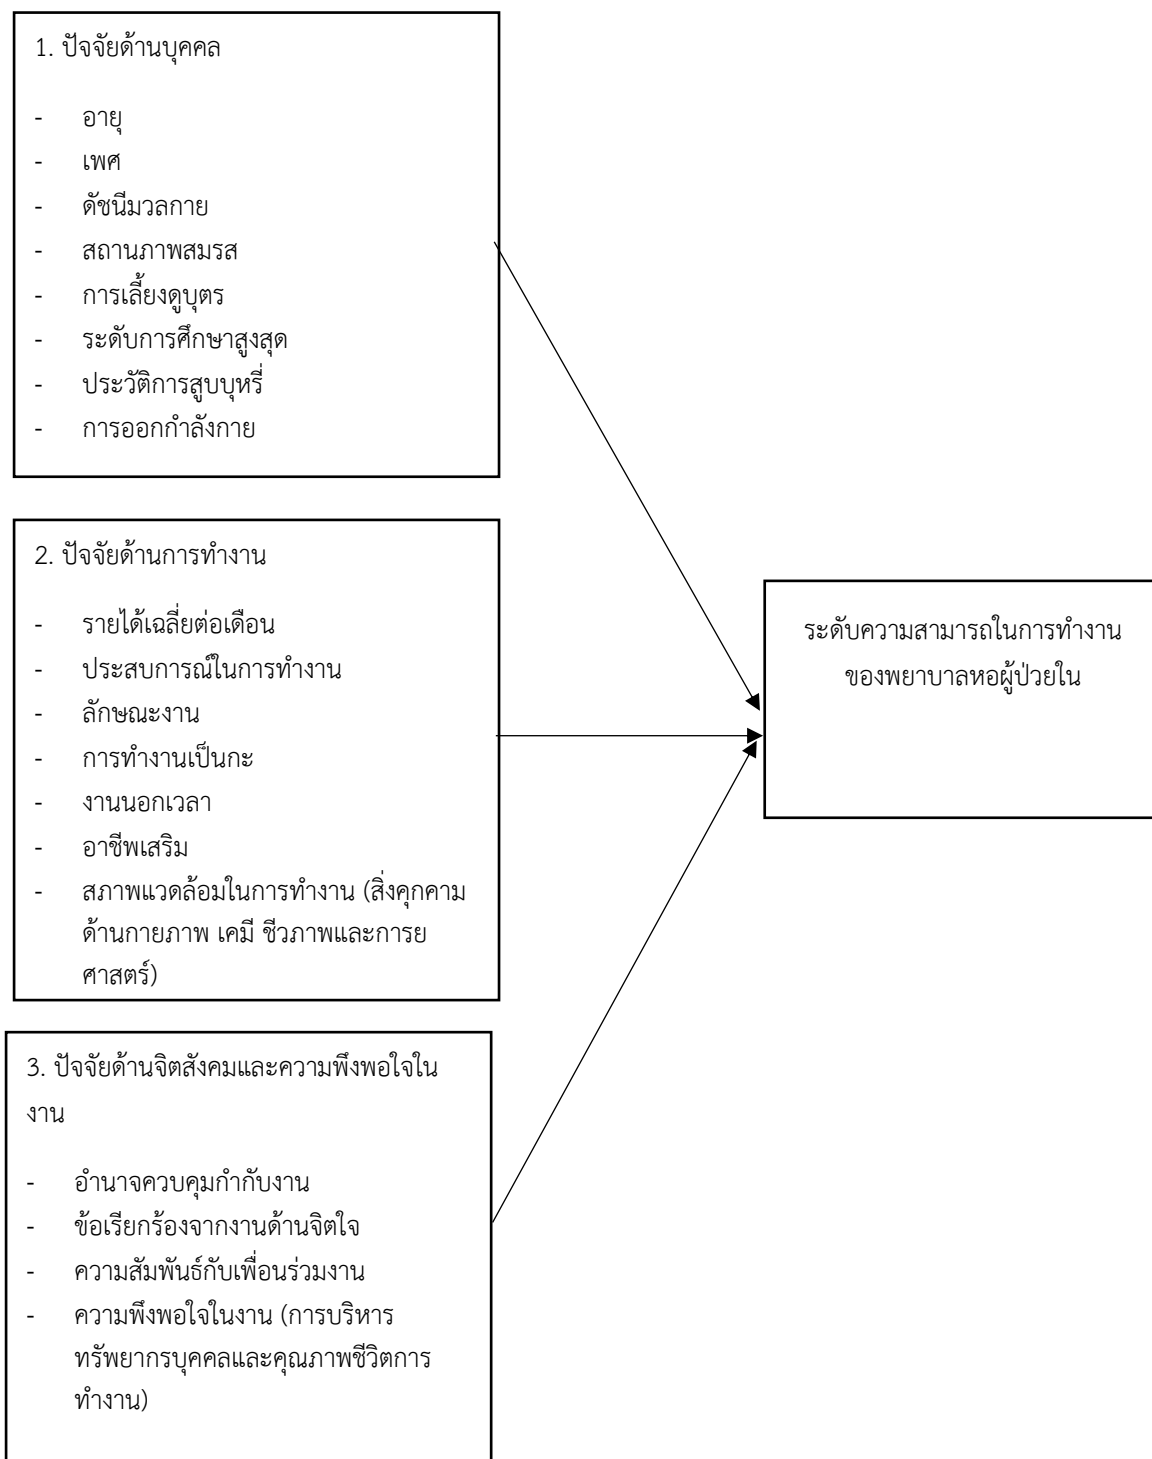 1. ปัจจัยด้านบุคคล
- อายุ
- เพศ
- ดัชนีมวลกาย
- สถานภาพสมรส
- การเลี้ยงดูบุตร
- ระดับการศึกษาสูงสุด
- ประวัติการสูบบุหรี่
- การออกกำลังกาย
2. ปัจจัยด้านการทำงาน
- รายได้เฉลี่ยต่อเดือน
- ประสบการณ์ในการทำงาน
- ลักษณะงาน
- การทำงานเป็นกะ
- งานนอกเวลา
- อาชีพเสริม
- สภาพแวดล้อมในการทำงาน (สิ่งคุกคาม
ด้านกายภาพ เคมี ชีวภาพและการย
ศาสตร์)
3. ปัจจัยด้านจิตสังคมและความพึงพอใจใน
งาน
- อำนาจควบคุมกำกับงาน
- ข้อเรียกร้องจากงานด้านจิตใจ
- ความสัมพันธ์กับเพื่อนร่วมงาน
- ความพึงพอใจในงาน (การบริหาร
ทรัพยากรบุคคลและคุณภาพชีวิตการ
ทำงาน)
ระดับความสามารถในการทำงาน
ของพยาบาลหอผู้ป่วยใน